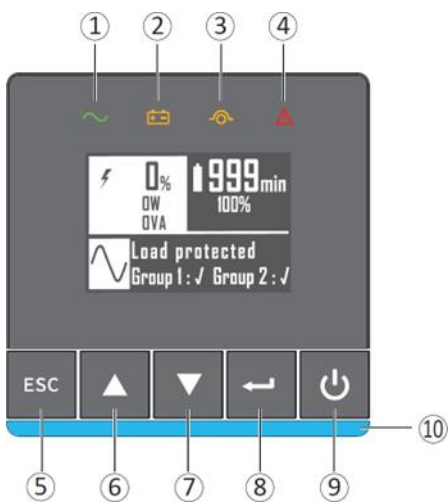 ① ② ③ ④
0% 999min
0W 100%
0VA
Load protected
Group 1 : √ Group 2 : √
ESC
⑩
⑤ ⑥ ⑦ ⑧ ⑨